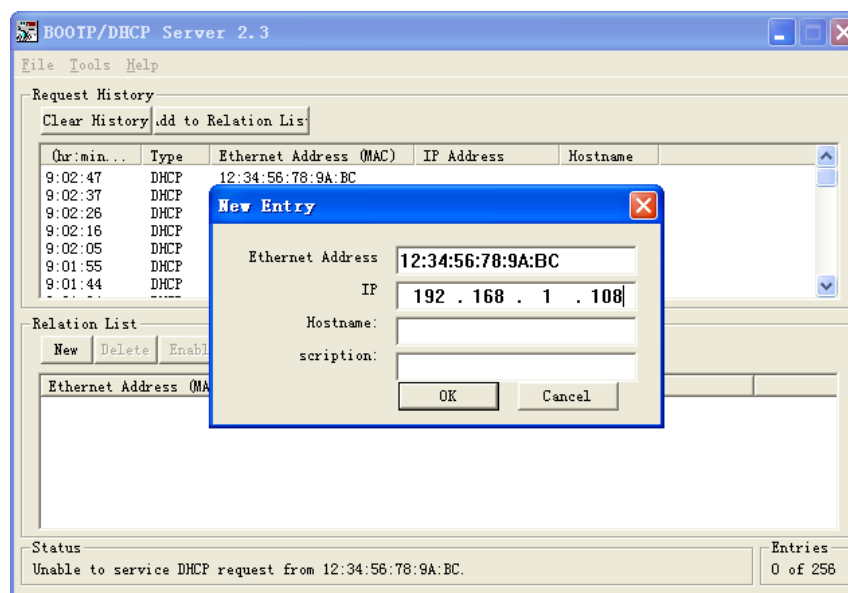 BOOTP/DHCP Server 2.3
File Tools Help
Request History
Clear History dd to Relation Lis
(hr:min... Type Ethernet Address (MAC) IP Address Hostname
9:02:47 DHCP 12:34:56:78:9A:BC
9:02:37 DHCP
9:02:26 DHCP
9:02:16 DHCP
9:02:05 DHCP
9:01:55 DHCP
9:01:44 DHCP
New Entry
Ethernet Address 12:34:56:78:9A:BC
IP 192 . 168 . 1 . 108
Hostname:
scription:
OK Cancel
Relation List
New Delete Enabl
Ethernet Address (MA
Status
Unable to service DHCP request from 12:34:56:78:9A:BC.
Entries
0 of 256